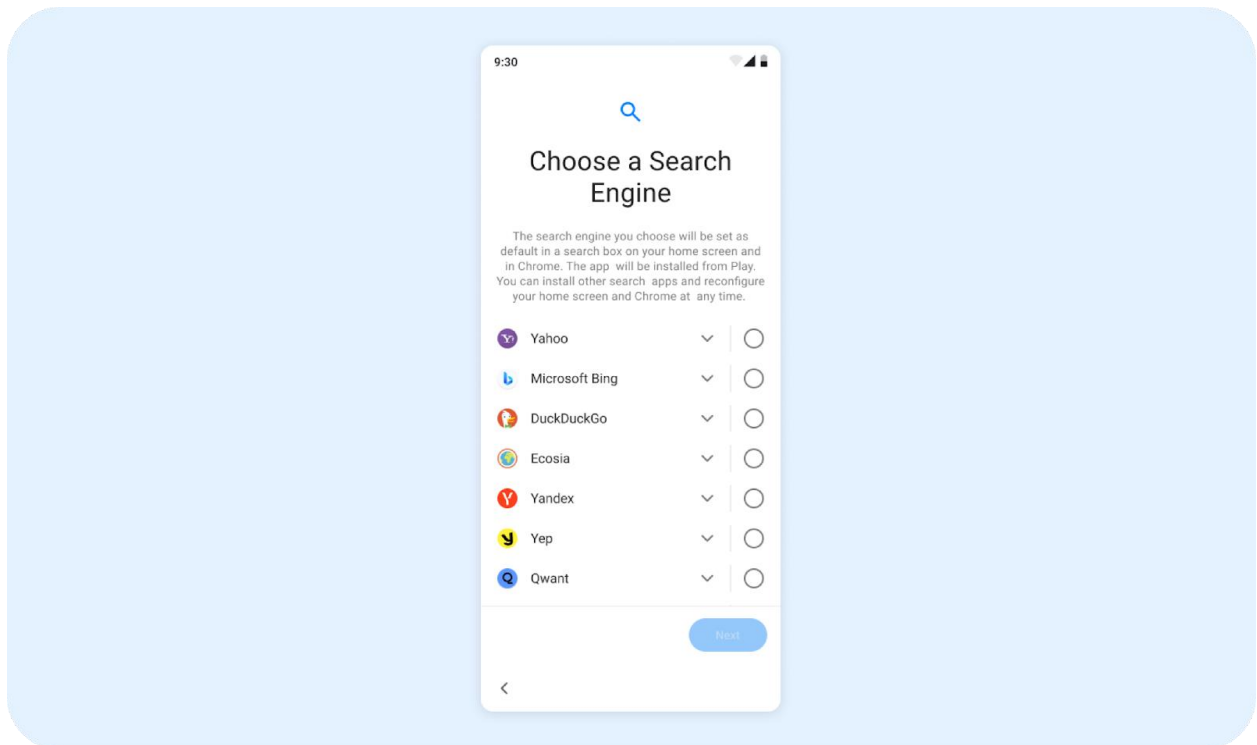 9:30
Choose a Search
Engine
The search engine you choose will be set as
default in a search box on your home screen and
in Chrome. The app will be installed from Play.
You can install other search apps and reconfigure
your home screen and Chrome at any time.
Yahoo
Microsoft Bing
DuckDuckGo
Ecosia
Yandex
Yep
Qwant
Next